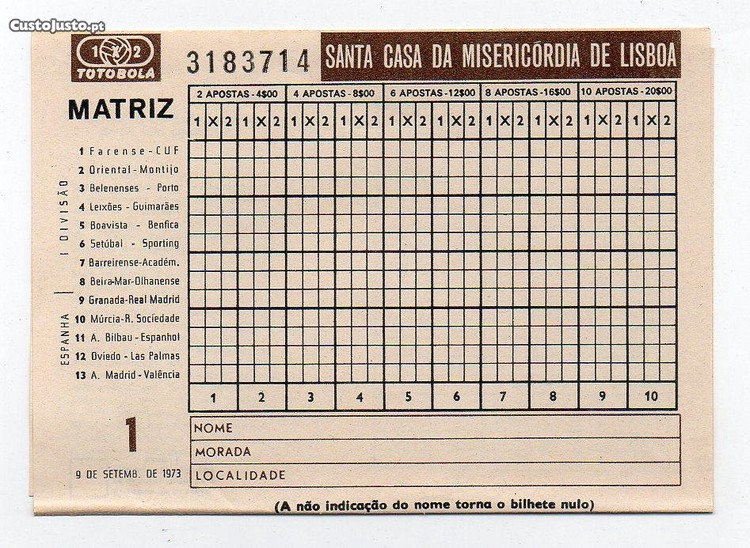 CustoJusto.pt
1 X 2
TOTOBOLA
3183714
SANTA CASA DA MISERICÓRDIA DE LISBOA
MATRIZ
2 APOSTAS-4$00 4 APOSTAS-8$00 6 APOSTAS-12$00 8 APOSTAS-16$00 10 APOSTAS-20$00
1 X 2 1 X 2 1 X 2 1 X 2 1 X 2 1 X 2 1 X 2 1 X 2 1 X 2 1 X 2
I DIVISÃO
1 Farense-CUF
2 Oriental-Montijo
3 Belenenses - Porto
4 Leixões-Guimarães
5 Boavista - Benfica
6 Setúbal - Sporting
7 Barreirense-Académ.
8 Beira-Mar-Olhanense
ESPANHA
9 Granada-Real Madrid
10 Múrcia-R. Sociedade
11 A. Bilbau-Espanhol
12 Oviedo - Las Palmas
13 A. Madrid-Valência
1 2 3 4 5 6 7 8 9 10
1
9 DE SETEMB. DE 1973
NOME
MORADA
LOCALIDADE
(A não indicação do nome torna o bilhete nulo)